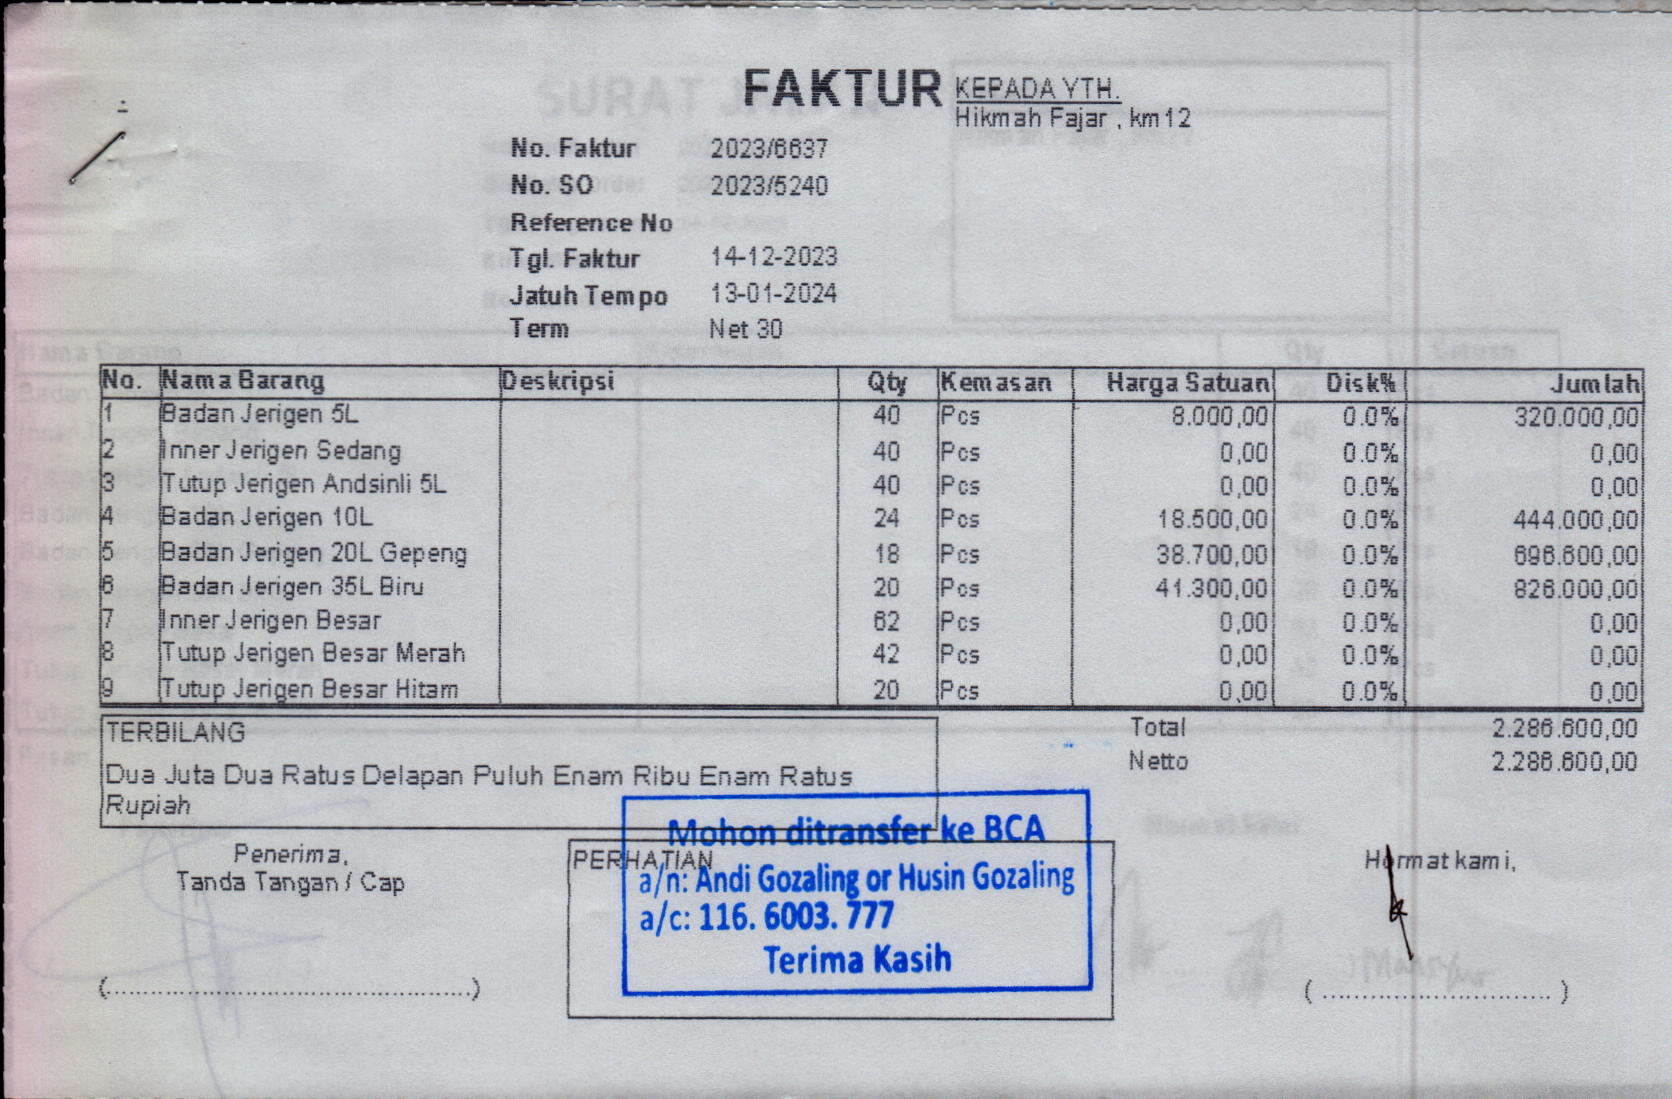 FAKTUR
KEPADA YTH.
Hikmah Fajar , km12
No. Faktur 2023/6637
No. SO 2023/5240
Reference No
Tgl. Faktur 14-12-2023
Jatuh Tempo 13-01-2024
Term Net 30
No. Nama Barang Deskripsi Qty Kemasan Harga Satuan Disk% Jumlah
1 Badan Jerigen 5L 40 Pcs 8.000,00 0.0% 320.000,00
2 Inner Jerigen Sedang 40 Pcs 0,00 0.0% 0,00
3 Tutup Jerigen Andsinli 5L 40 Pcs 0,00 0.0% 0,00
4 Badan Jerigen 10L 24 Pcs 18.500,00 0.0% 444.000,00
5 Badan Jerigen 20L Gepeng 18 Pcs 38.700,00 0.0% 696.600,00
6 Badan Jerigen 35L Biru 20 Pcs 41.300,00 0.0% 826.000,00
7 Inner Jerigen Besar 62 Pcs 0,00 0.0% 0,00
8 Tutup Jerigen Besar Merah 42 Pcs 0,00 0.0% 0,00
9 Tutup Jerigen Besar Hitam 20 Pcs 0,00 0.0% 0,00
TERBILANG
Dua Juta Dua Ratus Delapan Puluh Enam Ribu Enam Ratus
Rupiah
Total 2.286.600,00
Netto 2.286.600,00
Penerima,
Tanda Tangan / Cap
(..............................................)
PERHATIAN
Mohon ditransfer ke BCA
a/n: Andi Gozaling or Husin Gozaling
a/c: 116. 6003. 777
Terima Kasih
Hormat kami,
( ............................. )